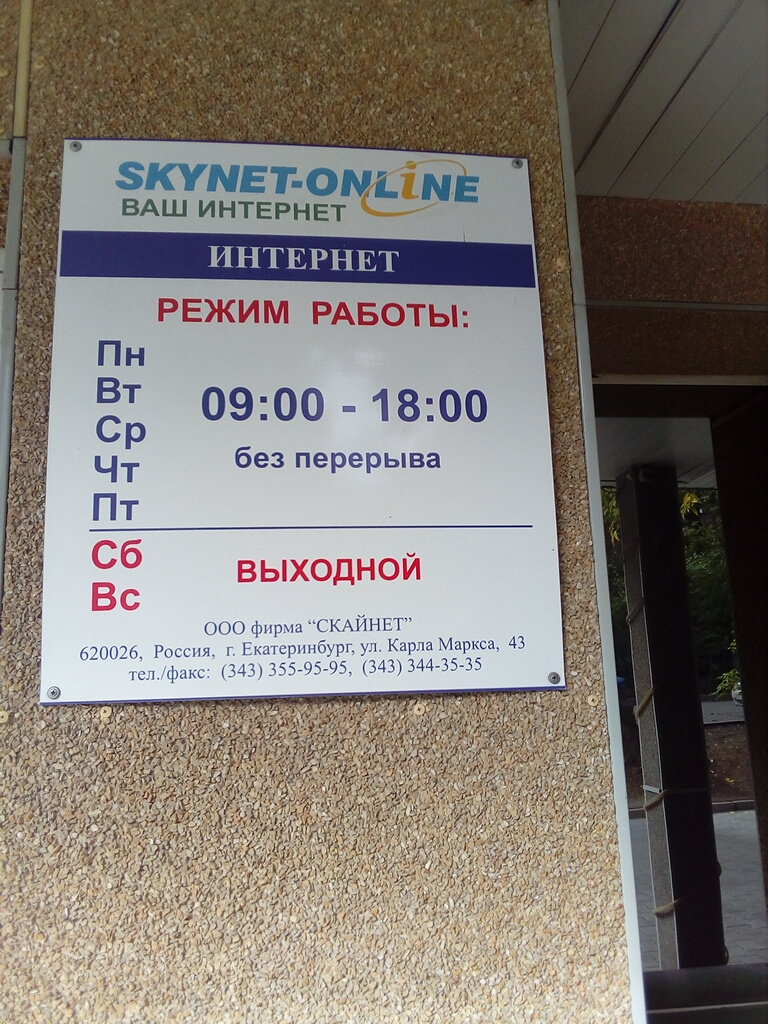 SKYNET-ONLiNE
ВАШ ИНТЕРНЕТ
ИНТЕРНЕТ
РЕЖИМ РАБОТЫ:
Пн
Вт
09:00 - 18:00
Ср
без перерыва
Чт
Пт
Сб
ВЫХОДНОЙ
Вс
ООО фирма “СКАЙНЕТ”
620026, Россия, г. Екатеринбург, ул. Карла Маркса, 43
тел./факс: (343) 355-95-95, (343) 344-35-35